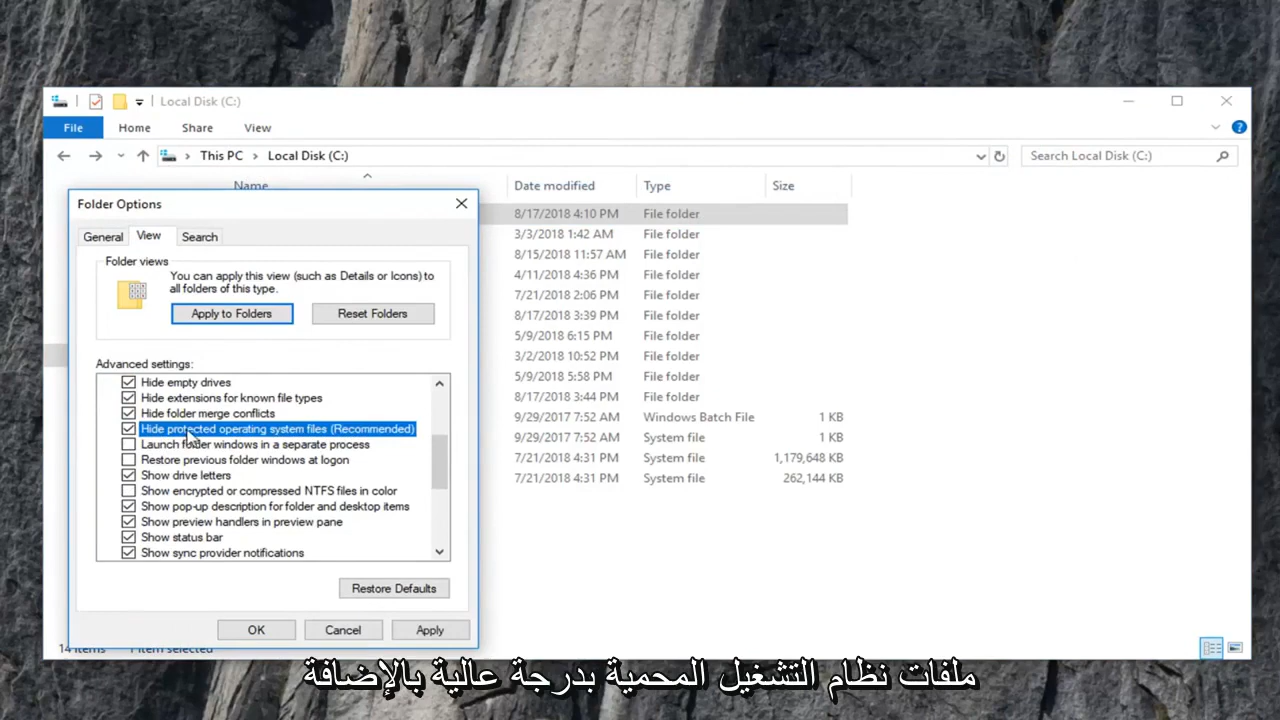 Local Disk (C:)
File Home Share View
This PC > Local Disk (C:)
Search Local Disk (C:)
Name Date modified Type Size
8/17/2018 4:10 PM File folder
3/3/2018 1:42 AM File folder
8/15/2018 11:57 AM File folder
4/11/2018 4:36 PM File folder
7/21/2018 2:06 PM File folder
8/17/2018 3:39 PM File folder
5/9/2018 6:15 PM File folder
3/2/2018 10:52 PM File folder
5/9/2018 5:58 PM File folder
8/17/2018 3:44 PM File folder
9/29/2017 7:52 AM Windows Batch File 1 KB
9/29/2017 7:52 AM System file 1 KB
7/21/2018 4:31 PM System file 1,179,648 KB
7/21/2018 4:31 PM System file 262,144 KB
Folder Options
General View Search
Folder views
You can apply this view (such as Details or Icons) to
all folders of this type.
Apply to Folders Reset Folders
Advanced settings:
Hide empty drives
Hide extensions for known file types
Hide folder merge conflicts
Hide protected operating system files (Recommended)
Launch folder windows in a separate process
Restore previous folder windows at logon
Show drive letters
Show encrypted or compressed NTFS files in color
Show pop-up description for folder and desktop items
Show preview handlers in preview pane
Show status bar
Show sync provider notifications
Restore Defaults
OK Cancel Apply
14 items 1 item selected
ملفات نظام التشغيل المحمية بدرجة عالية بالإضافة